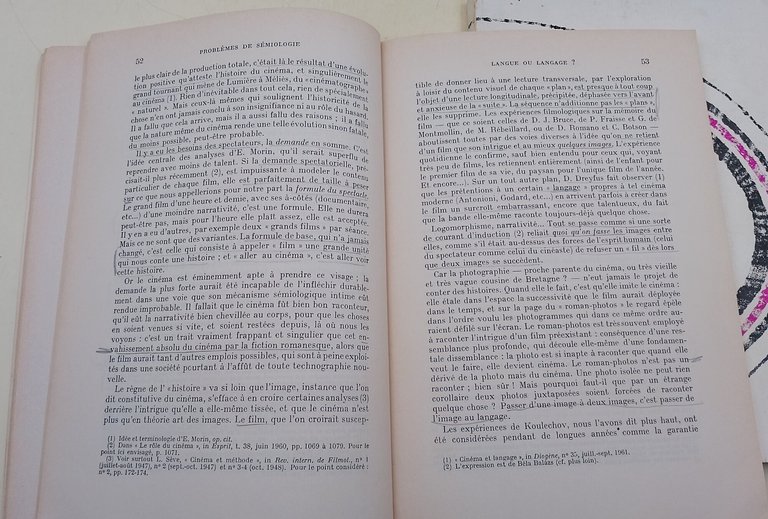 52
PROBLÈMES DE SÉMIOLOGIE
le plus clair de la production totale, c'était là le résultat d'une évolu-
tion positive qu'atteste l'histoire du cinéma, et singulièrement le
grand tournant qui mène de Lumière à Méliès, du « cinématographe »
au cinéma (1). Rien d'inévitable dans tout cela, rien de spécialement
« naturel ». Mais ceux-là mêmes qui soulignent l'historicité de la
chose n'en ont jamais conclu à son insignifiance ni au rôle du hasard.
Il a fallu que cela arrive, mais il a aussi fallu des raisons ; il a fallu
que la nature même du cinéma rende une telle évolution sinon fatale,
du moins possible, peut-être probable.
Il y a eu les besoins des spectateurs, la demande en somme. C'est
l'idée centrale des analyses d'E. Morin, qu'il serait superflu de
reprendre avec moins de talent. Si la demande spectatorielle, pré-
cisait-il plus récemment (2), est impuissante à modeler le contenu
particulier de chaque film, elle est parfaitement de taille à peser
sur ce que nous appellerions pour notre part la formule du spectacle.
Le grand film d'une heure et demie, avec ses à-côtés (documentaire,
etc...) d'une moindre narrativité, c'est une formule. Elle ne durera
peut-être pas, mais pour l'heure elle plaît assez, elle est acceptée.
Il y en a eu d'autres, par exemple deux « grands films » par séance.
Mais ce ne sont que des variantes. La formule de base, qui n'a jamais
changé, c'est celle qui consiste à appeler « film » une grande unité
qui nous conte une histoire ; et « aller au cinéma », c'est aller voir
cette histoire.
Or le cinéma est éminemment apte à prendre ce visage ; la
demande la plus forte aurait été incapable de l'infléchir durable-
ment dans une voie que son mécanisme sémiologique intime eût
rendue improbable. Il fallait que le cinéma fût bien bon raconteur,
qu'il eût la narrativité bien chevillée au corps, pour que les choses
en soient venues si vite, et soient restées depuis, là où nous les
voyons : c'est un trait vraiment frappant et singulier que cet en-
vahissement absolu du cinéma par la fiction romanesque, alors que
le film aurait tant d'autres emplois possibles, qui sont à peine exploi-
tés dans une société pourtant à l'affût de toute technographie nou-
velle.
Le règne de l' « histoire » va si loin que l'image, instance que l'on
dit constitutive du cinéma, s'efface à en croire certaines analyses (3)
derrière l'intrigue qu'elle a elle-même tissée, et que le cinéma n'est
plus qu'en théorie art des images. Le film, que l'on croirait suscep-
(1) Idée et terminologie d'E. Morin, op. cit.
(2) Dans « Le rôle du cinéma », in Esprit, t. 38, juin 1960, pp. 1069 à 1079. Pour le
point ici envisagé, p. 1071.
(3) Voir surtout L. Sève, « Cinéma et méthode », in Rev. intern. de Filmol., nº 1
(juillet-août 1947), nº 2 (sept.-oct. 1947) et nº 3-4 (oct. 1948). Pour le point considéré :
nº 2, pp. 172-174.
LANGUE OU LANGAGE ?
53
tible de donner lieu à une lecture transversale, par l'exploration
à loisir du contenu visuel de chaque « plan », est presque à tout coup
l'objet d'une lecture longitudinale, précipitée, déphasée vers l'avant
et anxieuse de la « suite ». La séquence n'additionne pas les « plans »,
elle les supprime. Les expériences filmologiques sur la mémoire du
film — que ce soient celles de D. J. Bruce, de P. Fraisse et G. de
Montmollin, de M. Rébeillard, ou de D. Romano et C. Botson —
aboutissent toutes par des voies diverses à l'idée qu'on ne retient
d'un film que son intrigue et au mieux quelques images. L'expérience
quotidienne le confirme, sauf bien entendu pour ceux qui, voyant
très peu de films, les retiennent entièrement (ainsi de l'enfant pour
le premier film de sa vie, du paysan pour l'unique film de l'année.
Et encore...). Sur un tout autre plan, D. Dreyfus fait observer (1)
que les prétentions à un certain « langage » propres à tel cinéma
moderne (Antonioni, Godard, etc...) en arrivent parfois à créer dans
le film un surcroît embarrassant, encore que talentueux, du fait
que la bande elle-même raconte toujours-déjà quelque chose.
Logomorphisme, narrativité... Tout se passe comme si une sorte
de courant d'induction (2) reliait quoi qu'on fasse les images entre
elles, comme s'il était au-dessus des forces de l'esprit humain (celui
du spectateur comme celui du cinéaste) de refuser un « fil » dès lors
que deux images se succèdent.
Car la photographie — proche parente du cinéma, ou très vieille
et très vague cousine de Bretagne ? — n'eut jamais le projet de
conter des histoires. Quand elle le fait, c'est qu'elle imite le cinéma :
elle étale dans l'espace la successivité que le film aurait déployée
dans le temps, et sur la page du « roman-photos » le regard épèle
dans l'ordre voulu les photogrammes qui dans ce même ordre au-
raient défilé sur l'écran. Le roman-photos est très souvent employé
à raconter l'intrigue d'un film préexistant : conséquence d'une res-
semblance plus profonde, qui découle elle-même d'une fondamen-
tale dissemblance : la photo est si inapte à raconter que quand elle
veut le faire, elle devient cinéma. Le roman-photos n'est pas un
dérivé de la photo mais du cinéma. Une photo isolée ne peut rien
raconter ; bien sûr ! Mais pourquoi faut-il que par un étrange
corollaire deux photos juxtaposées soient forcées de raconter
quelque chose ? Passer d'une image à deux images, c'est passer de
l'image au langage.
Les expériences de Koulechov, nous l'avons dit plus haut, ont
été considérées pendant de longues années comme la garantie
(1) « Cinéma et langage », in Diogène, nº 35, juill.-sept. 1961.
(2) L'expression est de Béla Balázs (cf. plus loin).